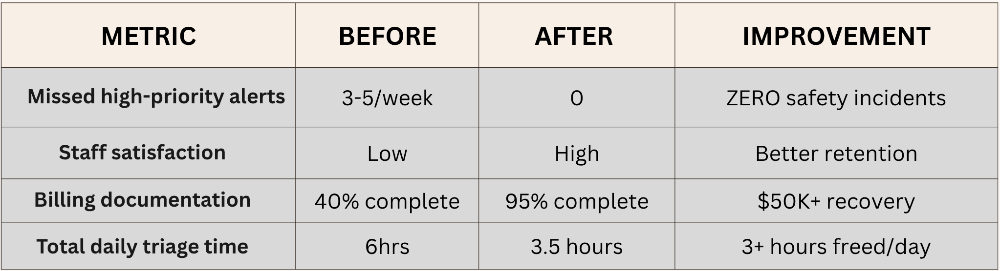 METRIC BEFORE AFTER IMPROVEMENT
Missed high-priority alerts 3-5/week 0 ZERO safety incidents
Staff satisfaction Low High Better retention
Billing documentation 40% complete 95% complete $50K+ recovery
Total daily triage time 6hrs 3.5 hours 3+ hours freed/day